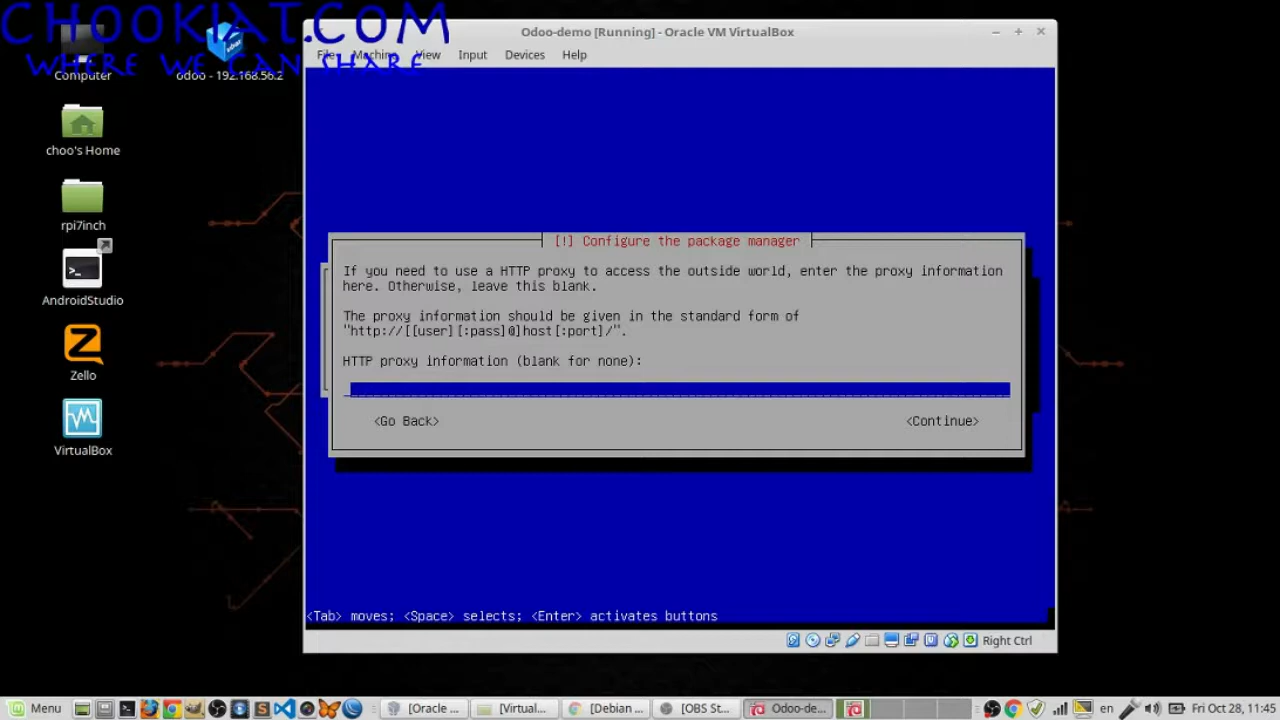 CHOOKIAT.COM
WHERE WE CAN SHARE
Computer
odoo - 192.168.56.2
choo's Home
rpi7inch
AndroidStudio
Zello
VirtualBox
Odoo-demo [Running] - Oracle VM VirtualBox
File Machine View Input Devices Help
[!] Configure the package manager
If you need to use a HTTP proxy to access the outside world, enter the proxy information
here. Otherwise, leave this blank.
The proxy information should be given in the standard form of
"http://[[user][:pass]@]host[:port]/".
HTTP proxy information (blank for none):
<Go Back> <Continue>
<Tab> moves; <Space> selects; <Enter> activates buttons
Right Ctrl
Menu [Oracle ... [Virtual... [Debian ... [OBS St... Odoo-de... en Fri Oct 28, 11:45